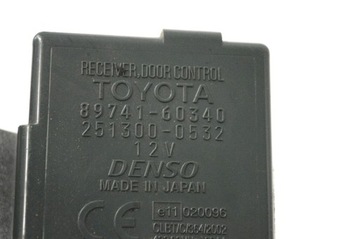 RECEIVER, DOOR CONTROL
TOYOTA
89741-60340
251300-0532
12V
DENSO
MADE IN JAPAN
CE e11 020096